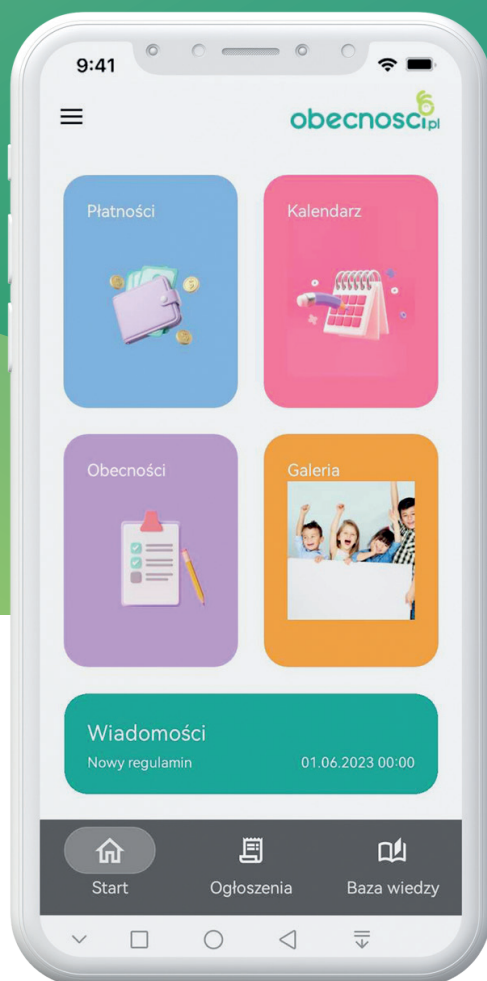 9:41
obecnosci.pl
Płatności
Kalendarz
Obecności
Galeria
Wiadomości
Nowy regulamin 01.06.2023 00:00
Start Ogłoszenia Baza wiedzy